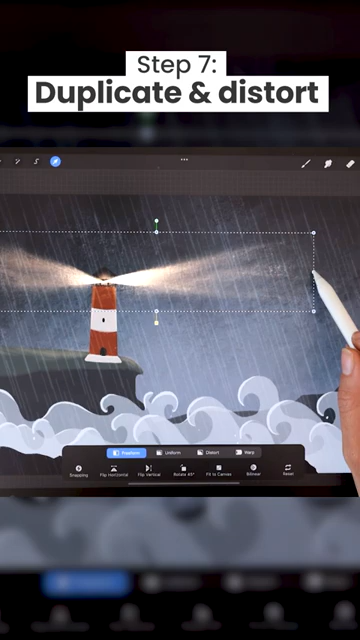 Step 7:
Duplicate & distort
Freeform
Uniform
Distort
Warp
Snapping
Flip Horizontal
Flip Vertical
Rotate 45°
Fit to Canvas
Bilinear
Reset